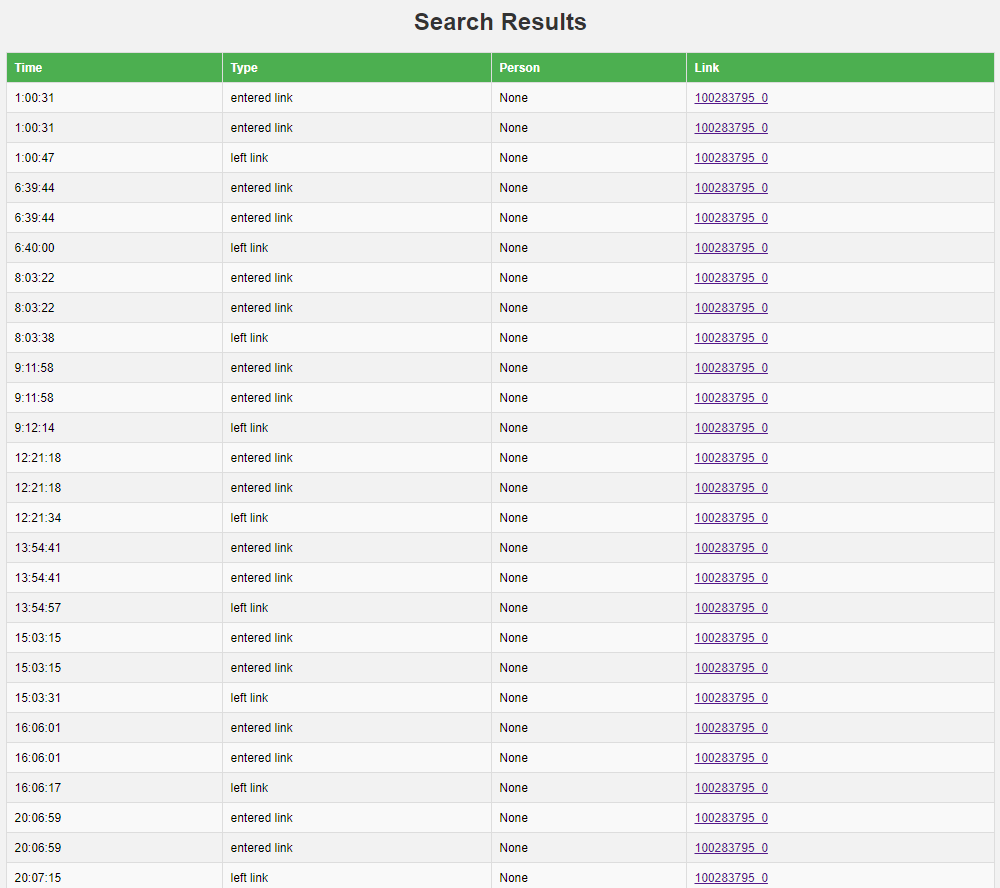 Search Results
Time Type Person Link
1:00:31 entered link None 100283795_0
1:00:31 entered link None 100283795_0
1:00:47 left link None 100283795_0
6:39:44 entered link None 100283795_0
6:39:44 entered link None 100283795_0
6:40:00 left link None 100283795_0
8:03:22 entered link None 100283795_0
8:03:22 entered link None 100283795_0
8:03:38 left link None 100283795_0
9:11:58 entered link None 100283795_0
9:11:58 entered link None 100283795_0
9:12:14 left link None 100283795_0
12:21:18 entered link None 100283795_0
12:21:18 entered link None 100283795_0
12:21:34 left link None 100283795_0
13:54:41 entered link None 100283795_0
13:54:41 entered link None 100283795_0
13:54:57 left link None 100283795_0
15:03:15 entered link None 100283795_0
15:03:15 entered link None 100283795_0
15:03:31 left link None 100283795_0
16:06:01 entered link None 100283795_0
16:06:01 entered link None 100283795_0
16:06:17 left link None 100283795_0
20:06:59 entered link None 100283795_0
20:06:59 entered link None 100283795_0
20:07:15 left link None 100283795_0